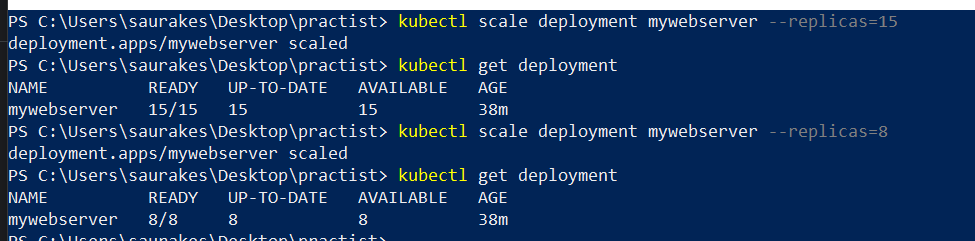 PS C:\Users\saurakes\Desktop\practist> kubectl scale deployment mywebserver --replicas=15
deployment.apps/mywebserver scaled
PS C:\Users\saurakes\Desktop\practist> kubectl get deployment
NAME          READY   UP-TO-DATE   AVAILABLE   AGE
mywebserver   15/15   15           15          38m
PS C:\Users\saurakes\Desktop\practist> kubectl scale deployment mywebserver --replicas=8
deployment.apps/mywebserver scaled
PS C:\Users\saurakes\Desktop\practist> kubectl get deployment
NAME          READY   UP-TO-DATE   AVAILABLE   AGE
mywebserver   8/8     8            8           38m
PS C:\Users\saurakes\Desktop\practist>